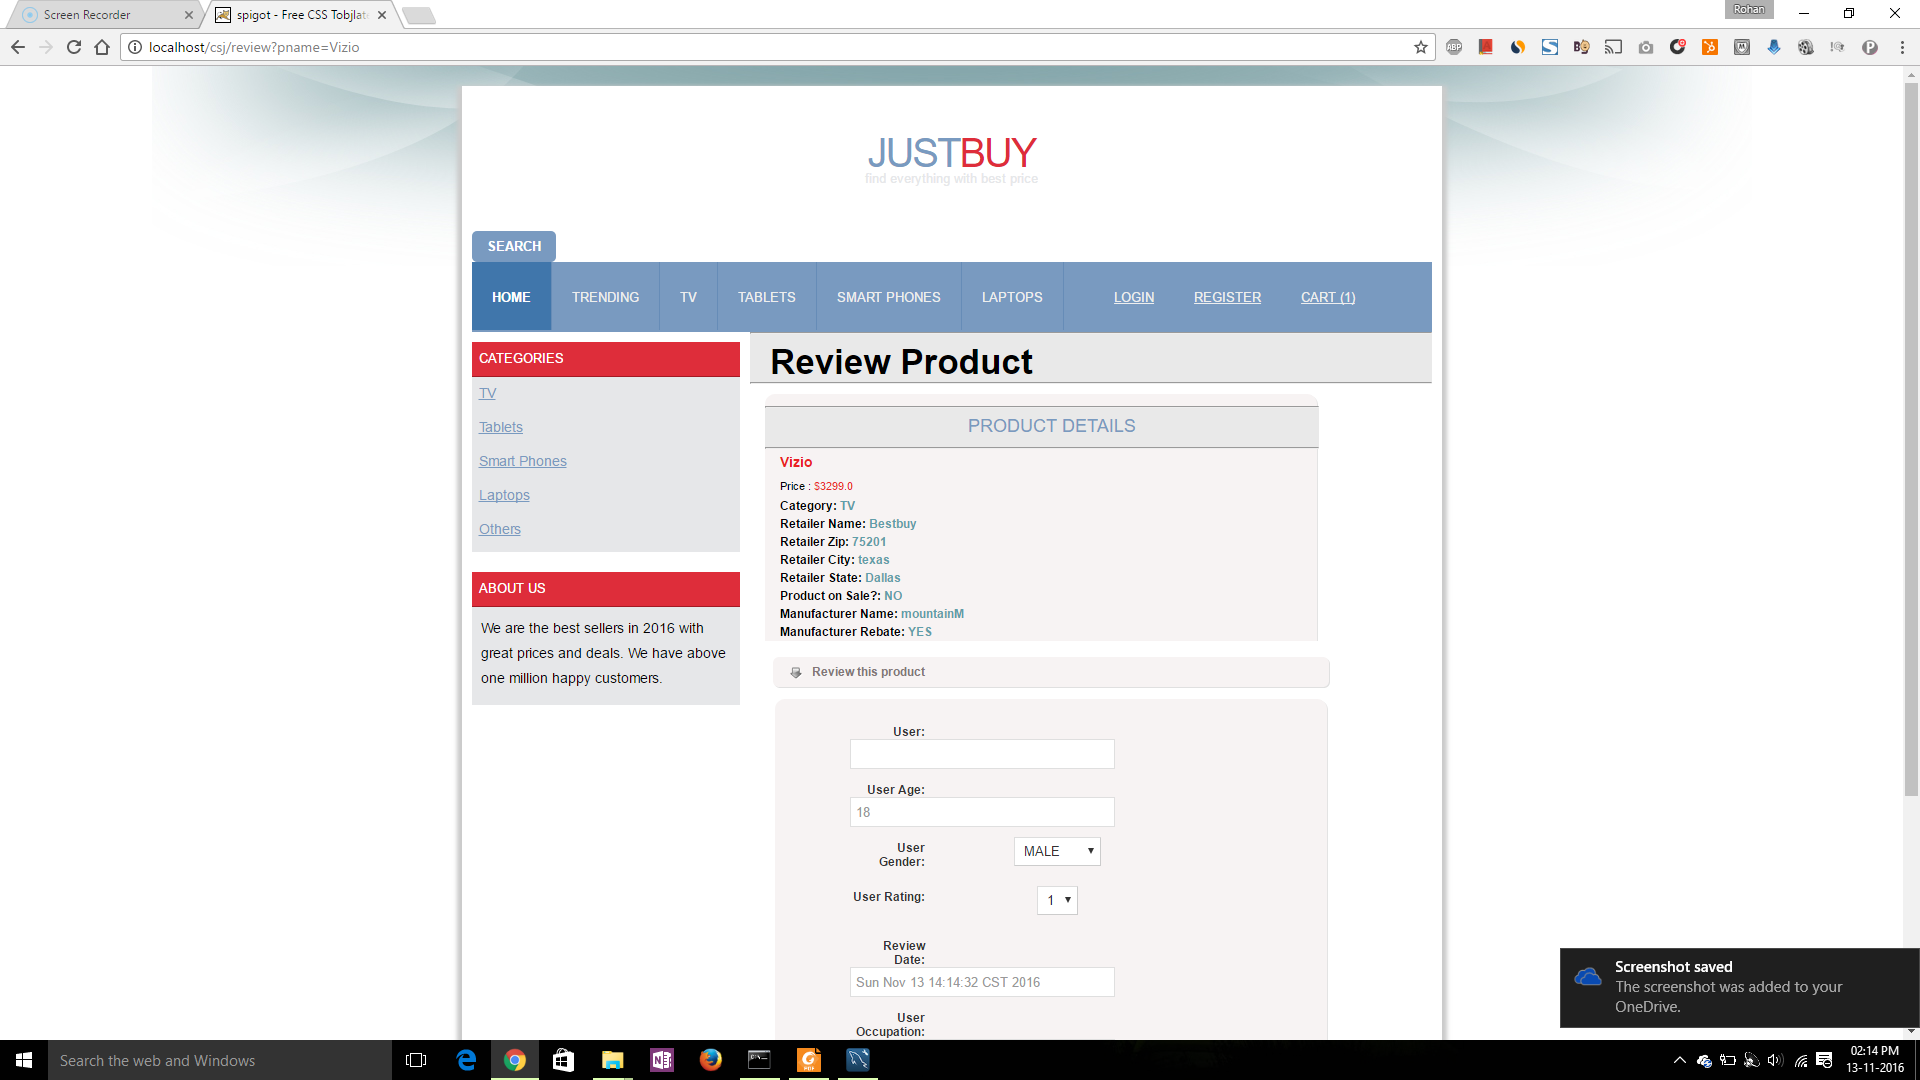 Screen Recorder
spigot - Free CSS Tobjlat
Rohan
localhost/csj/review?pname=Vizio
JUSTBUY
find everything with best price
SEARCH
HOME TRENDING TV TABLETS SMART PHONES LAPTOPS LOGIN REGISTER CART (1)
CATEGORIES
TV
Tablets
Smart Phones
Laptops
Others
ABOUT US
We are the best sellers in 2016 with
great prices and deals. We have above
one million happy customers.
Review Product
PRODUCT DETAILS
Vizio
Price : $3299.0
Category: TV
Retailer Name: Bestbuy
Retailer Zip: 75201
Retailer City: texas
Retailer State: Dallas
Product on Sale?: NO
Manufacturer Name: mountainM
Manufacturer Rebate: YES
Review this product
User:
User Age:
18
User
Gender:
MALE
User Rating:
1
Review
Date:
Sun Nov 13 14:14:32 CST 2016
User
Occupation:
Screenshot saved
The screenshot was added to your
OneDrive.
Search the web and Windows
02:14 PM
13-11-2016